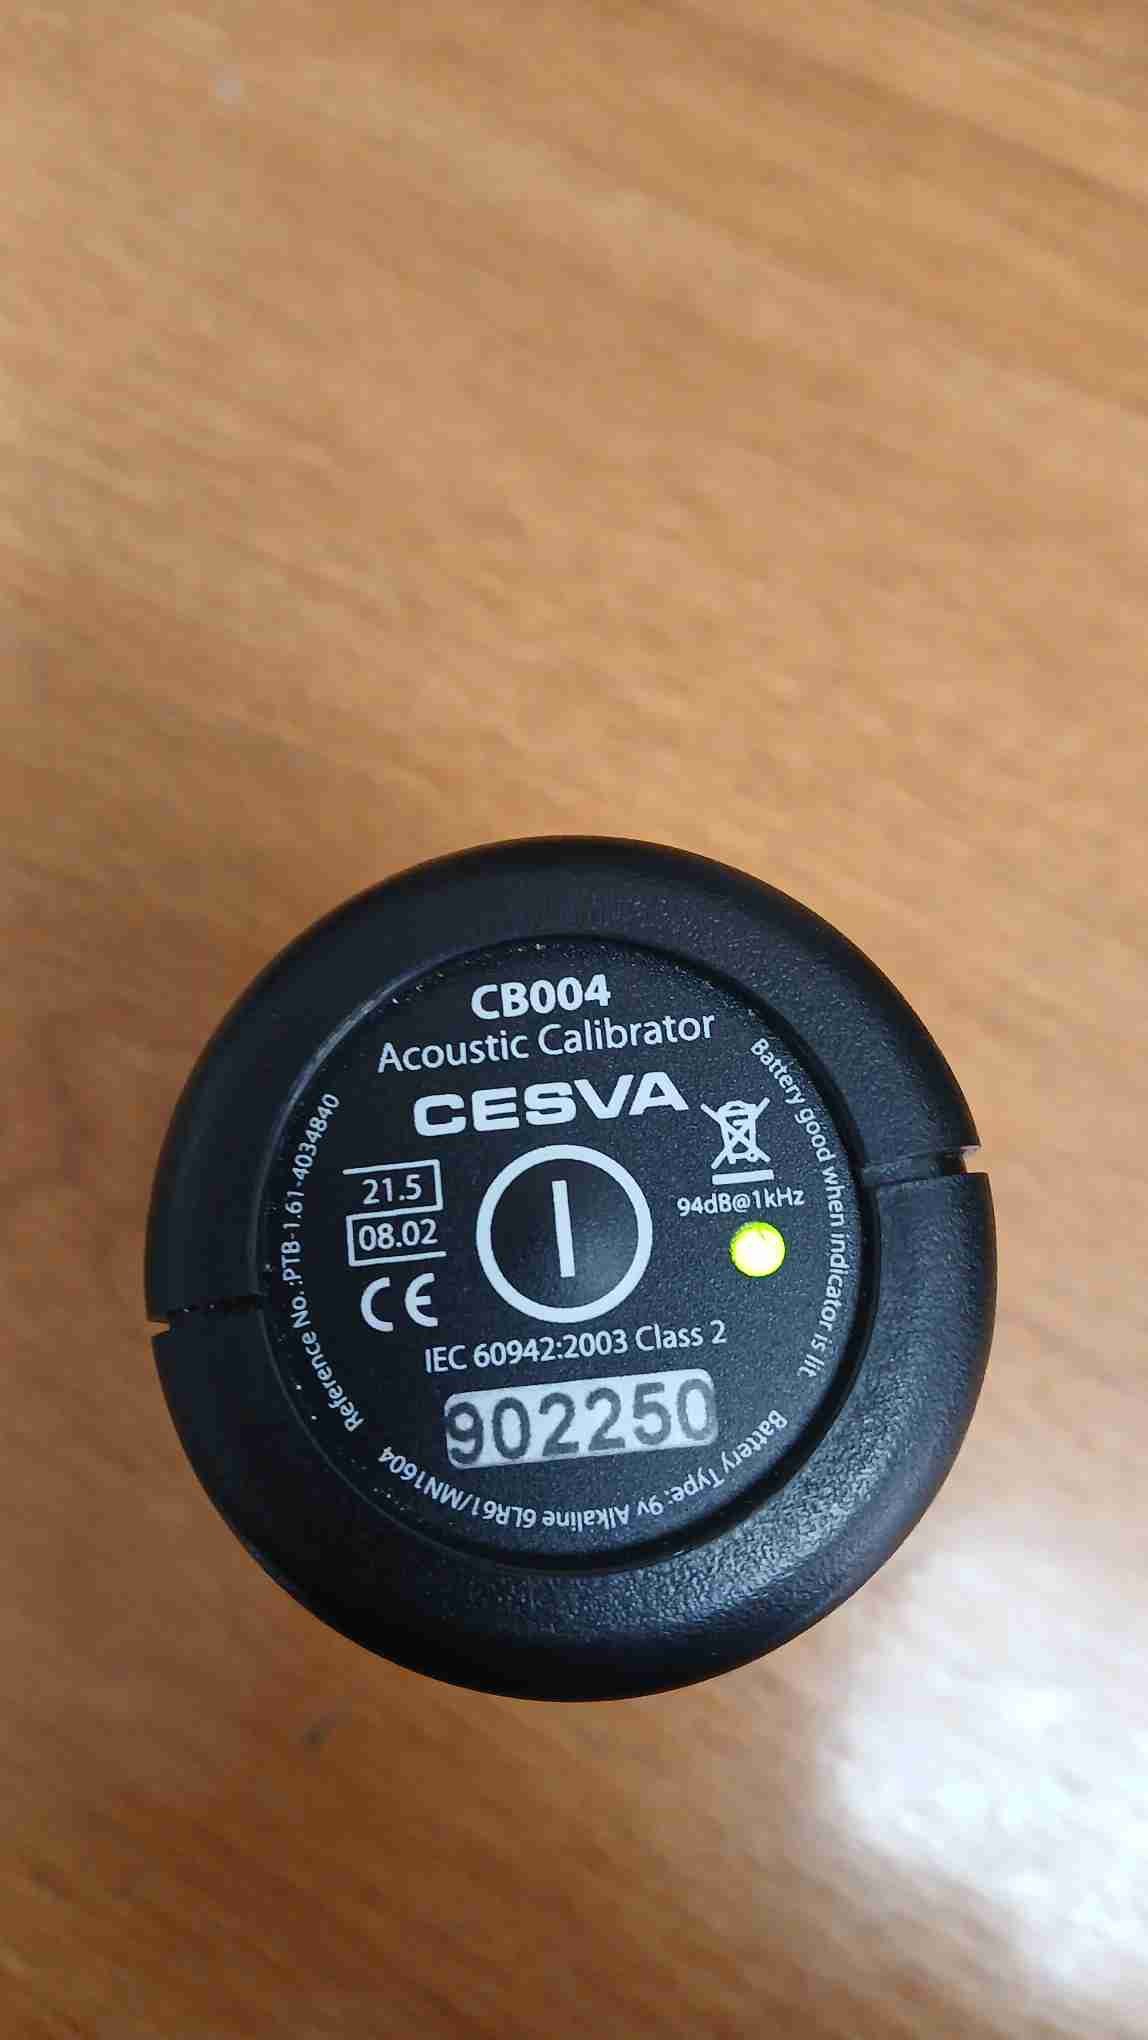 CB004
Acoustic Calibrator
CESVA
21.5
08.02
CE
94dB@1kHz
IEC 60942:2003 Class 2
902250
Battery good when indicator is lit
Battery Type: 9v Alkaline 6LR61/MN1604
Reference No.:PTB-1.61-4034840